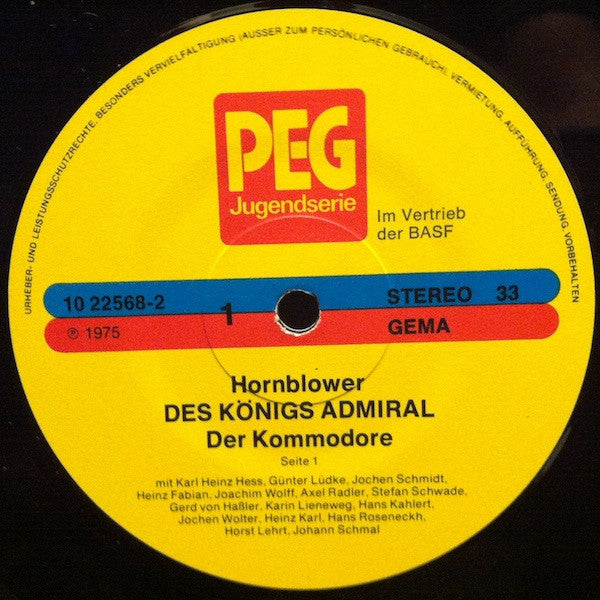 URHEBER- UND LEISTUNGSSCHUTZRECHTE, BESONDERS VERVIELFÄLTIGUNG (AUSSER ZUM PERSÖNLICHEN GEBRAUCH), VERMIETUNG, AUFFÜHRUNG, SENDUNG, VORBEHALTEN
PEG
Jugendserie
Im Vertrieb
der BASF
10 22568-2
1
STEREO 33
℗ 1975
GEMA
Hornblower
DES KÖNIGS ADMIRAL
Der Kommodore
Seite 1
mit Karl Heinz Hess, Günter Lüdke, Jochen Schmidt,
Heinz Fabian, Joachim Wolff, Axel Radler, Stefan Schwade,
Gerd von Haßler, Karin Lieneweg, Hans Kahlert,
Jochen Wolter, Heinz Karl, Hans Roseneckh,
Horst Lehrt, Johann Schmal